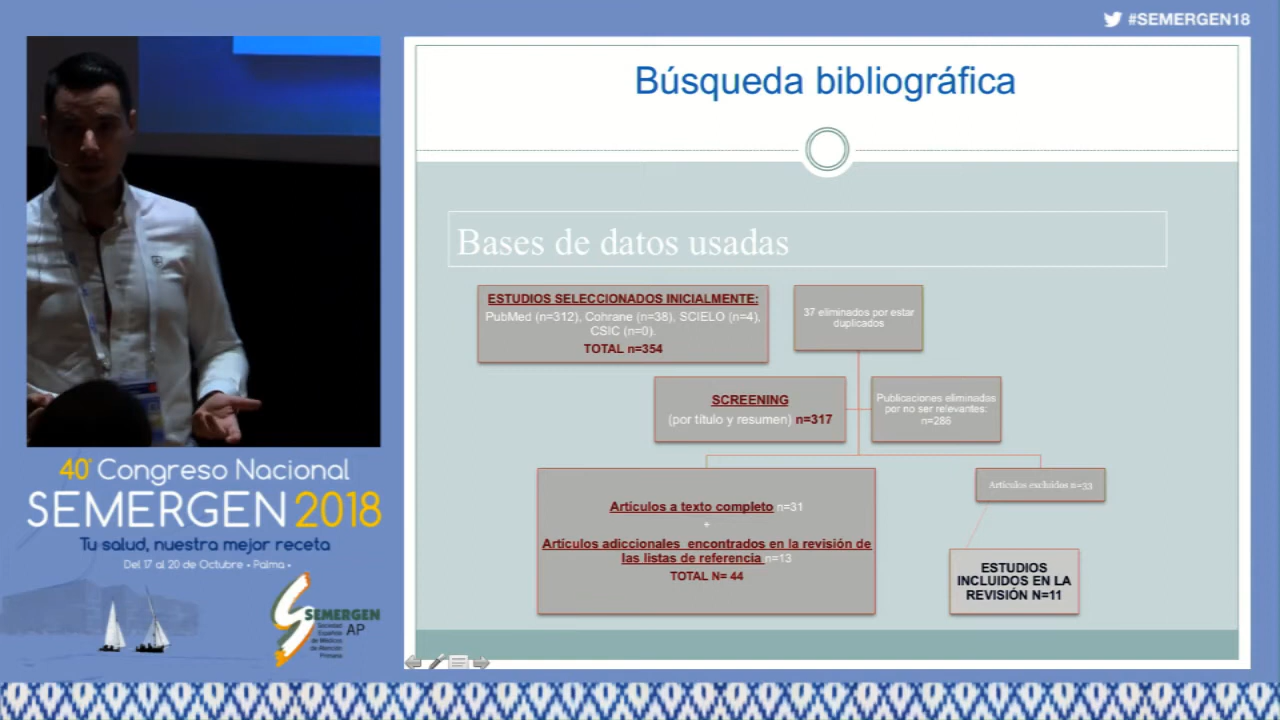 #SEMERGEN18
Búsqueda bibliográfica
Bases de datos usadas
ESTUDIOS SELECCIONADOS INICIALMENTE:
PubMed (n=312), Cohrane (n=38), SCIELO (n=4),
CSIC (n=0).
TOTAL n=354
37 eliminados por estar
duplicados
SCREENING
(por título y resumen) n=317
Publicaciones eliminadas
por no ser relevantes:
n=286
Artículos a texto completo n=31
+
Artículos adiccionales encontrados en la revisión de
las listas de referencia n=13
TOTAL N= 44
Artículos excluidos n=33
ESTUDIOS
INCLUIDOS EN LA
REVISIÓN N=11
40º Congreso Nacional
SEMERGEN 2018
Tu salud, nuestra mejor receta
Del 17 al 20 de Octubre • Palma •
SEMERGEN
AP
Sociedad
Española
de Médicos
de Atención
Primaria